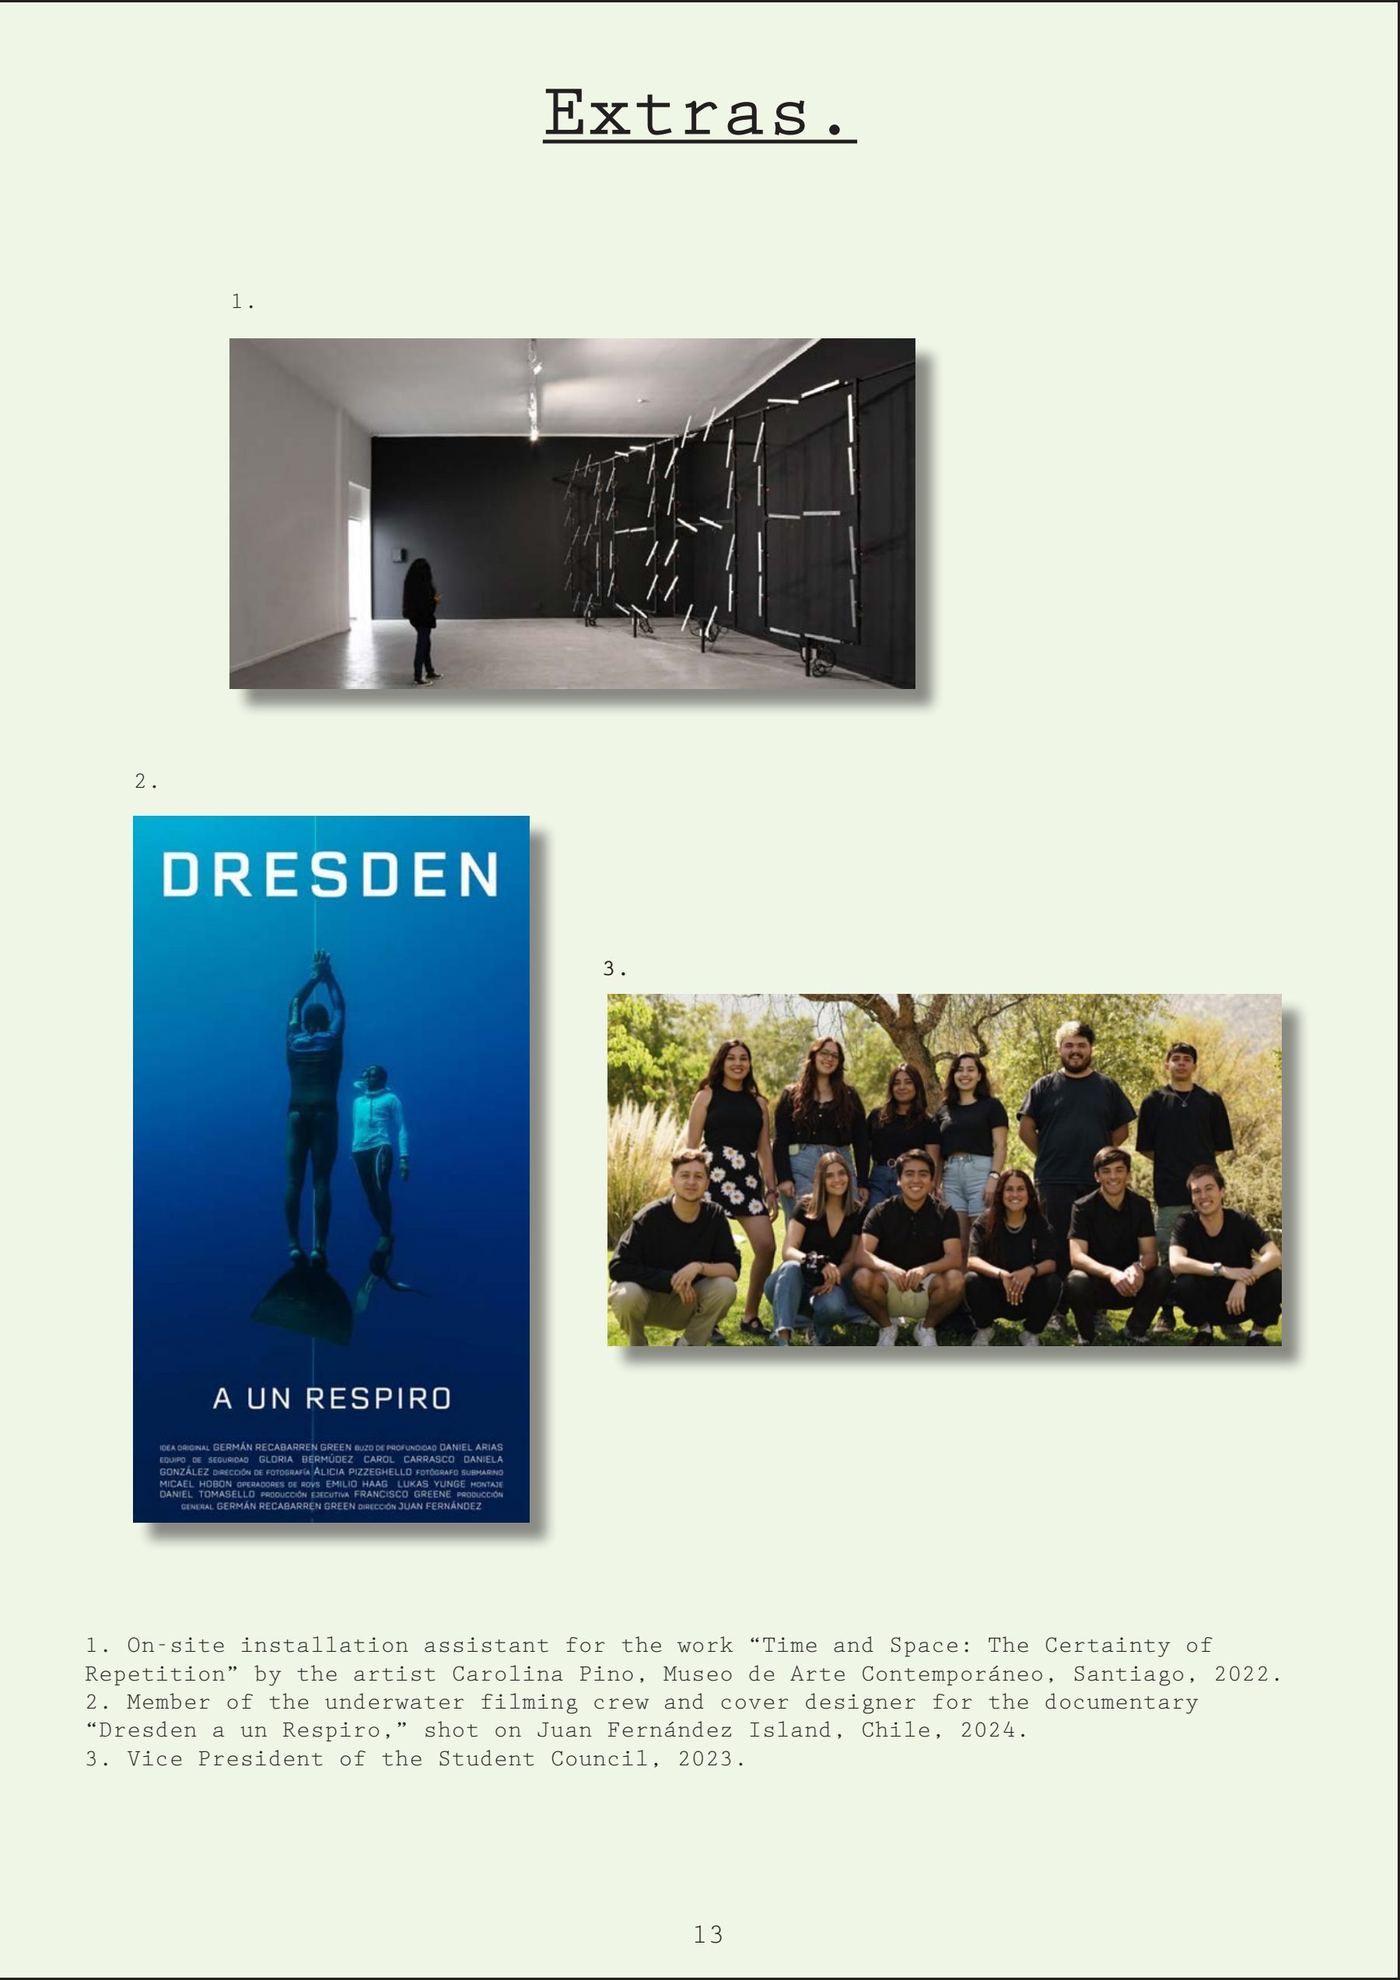 Extras.
1.
2.
DRESDEN
A UN RESPIRO
IDEA ORIGINAL GERMÁN RECABARREN GREEN BUZO DE PROFUNDIDAD DANIEL ARIAS
EQUIPO DE SEGURIDAD GLORIA BERMÚDEZ CAROL CARRASCO DANIELA
GONZÁLEZ DIRECCIÓN DE FOTOGRAFÍA ALICIA PIZZEGHELLO FOTÓGRAFO SUBMARINO
MICAEL HOBON OPERADORES DE ROVS EMILIO HAAG LUKAS YUNGE MONTAJE
DANIEL TOMASELLO PRODUCCIÓN EJECUTIVA FRANCISCO GREENE PRODUCCIÓN
GENERAL GERMÁN RECABARREN GREEN DIRECCIÓN JUAN FERNÁNDEZ
3.
1. On-site installation assistant for the work “Time and Space: The Certainty of
Repetition” by the artist Carolina Pino, Museo de Arte Contemporáneo, Santiago, 2022.
2. Member of the underwater filming crew and cover designer for the documentary
“Dresden a un Respiro,” shot on Juan Fernández Island, Chile, 2024.
3. Vice President of the Student Council, 2023.
13